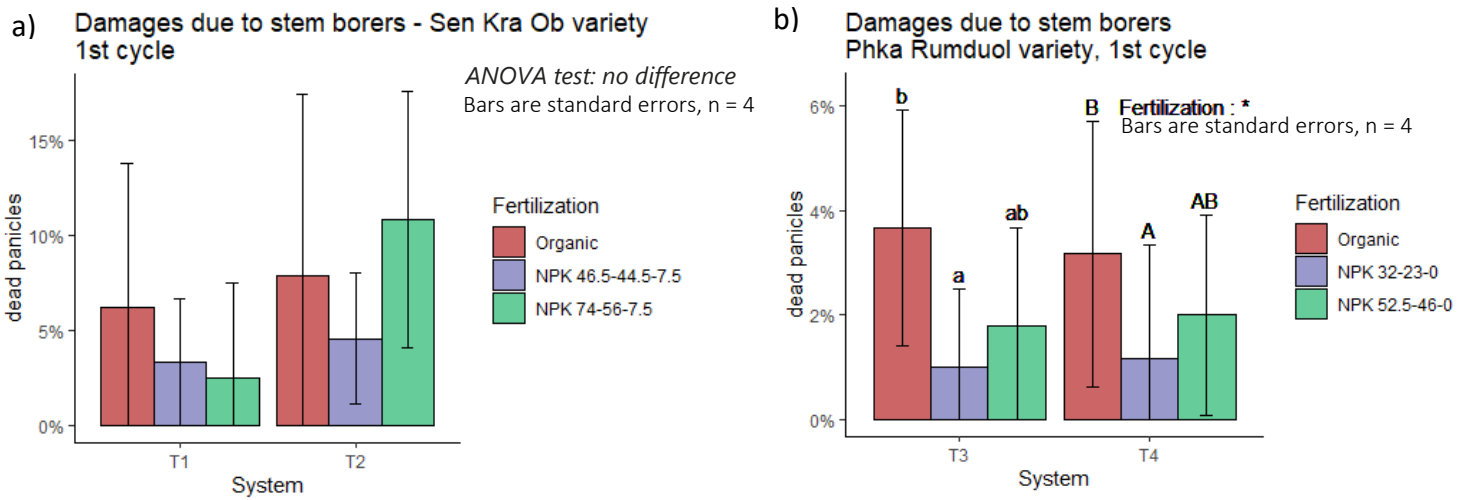 a)
Damages due to stem borers - Sen Kra Ob variety
1st cycle
ANOVA test: no difference
Bars are standard errors, n = 4
dead panicles
15%
10%
5%
0%
T1
T2
System
Fertilization
Organic
NPK 46.5-44.5-7.5
NPK 74-56-7.5
b)
Damages due to stem borers
Phka Rumduol variety, 1st cycle
Fertilization : *
Bars are standard errors, n = 4
dead panicles
6%
4%
2%
0%
b
a
ab
B
A
AB
T3
T4
System
Fertilization
Organic
NPK 32-23-0
NPK 52.5-46-0